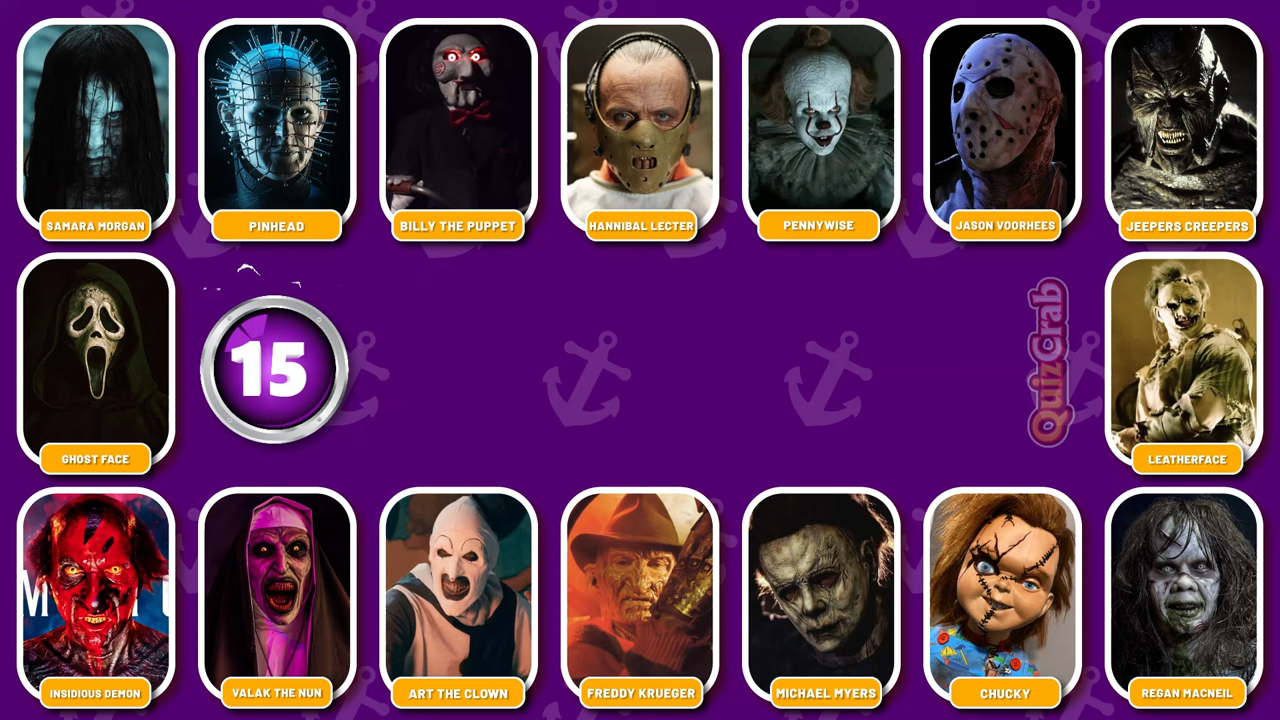 SAMARA MORGAN
PINHEAD
BILLY THE PUPPET
HANNIBAL LECTER
PENNYWISE
JASON VOORHEES
JEEPERS CREEPERS
GHOST FACE
15
QuizCrab
LEATHERFACE
INSIDIOUS DEMON
VALAK THE NUN
ART THE CLOWN
FREDDY KRUEGER
MICHAEL MYERS
CHUCKY
REGAN MACNEIL